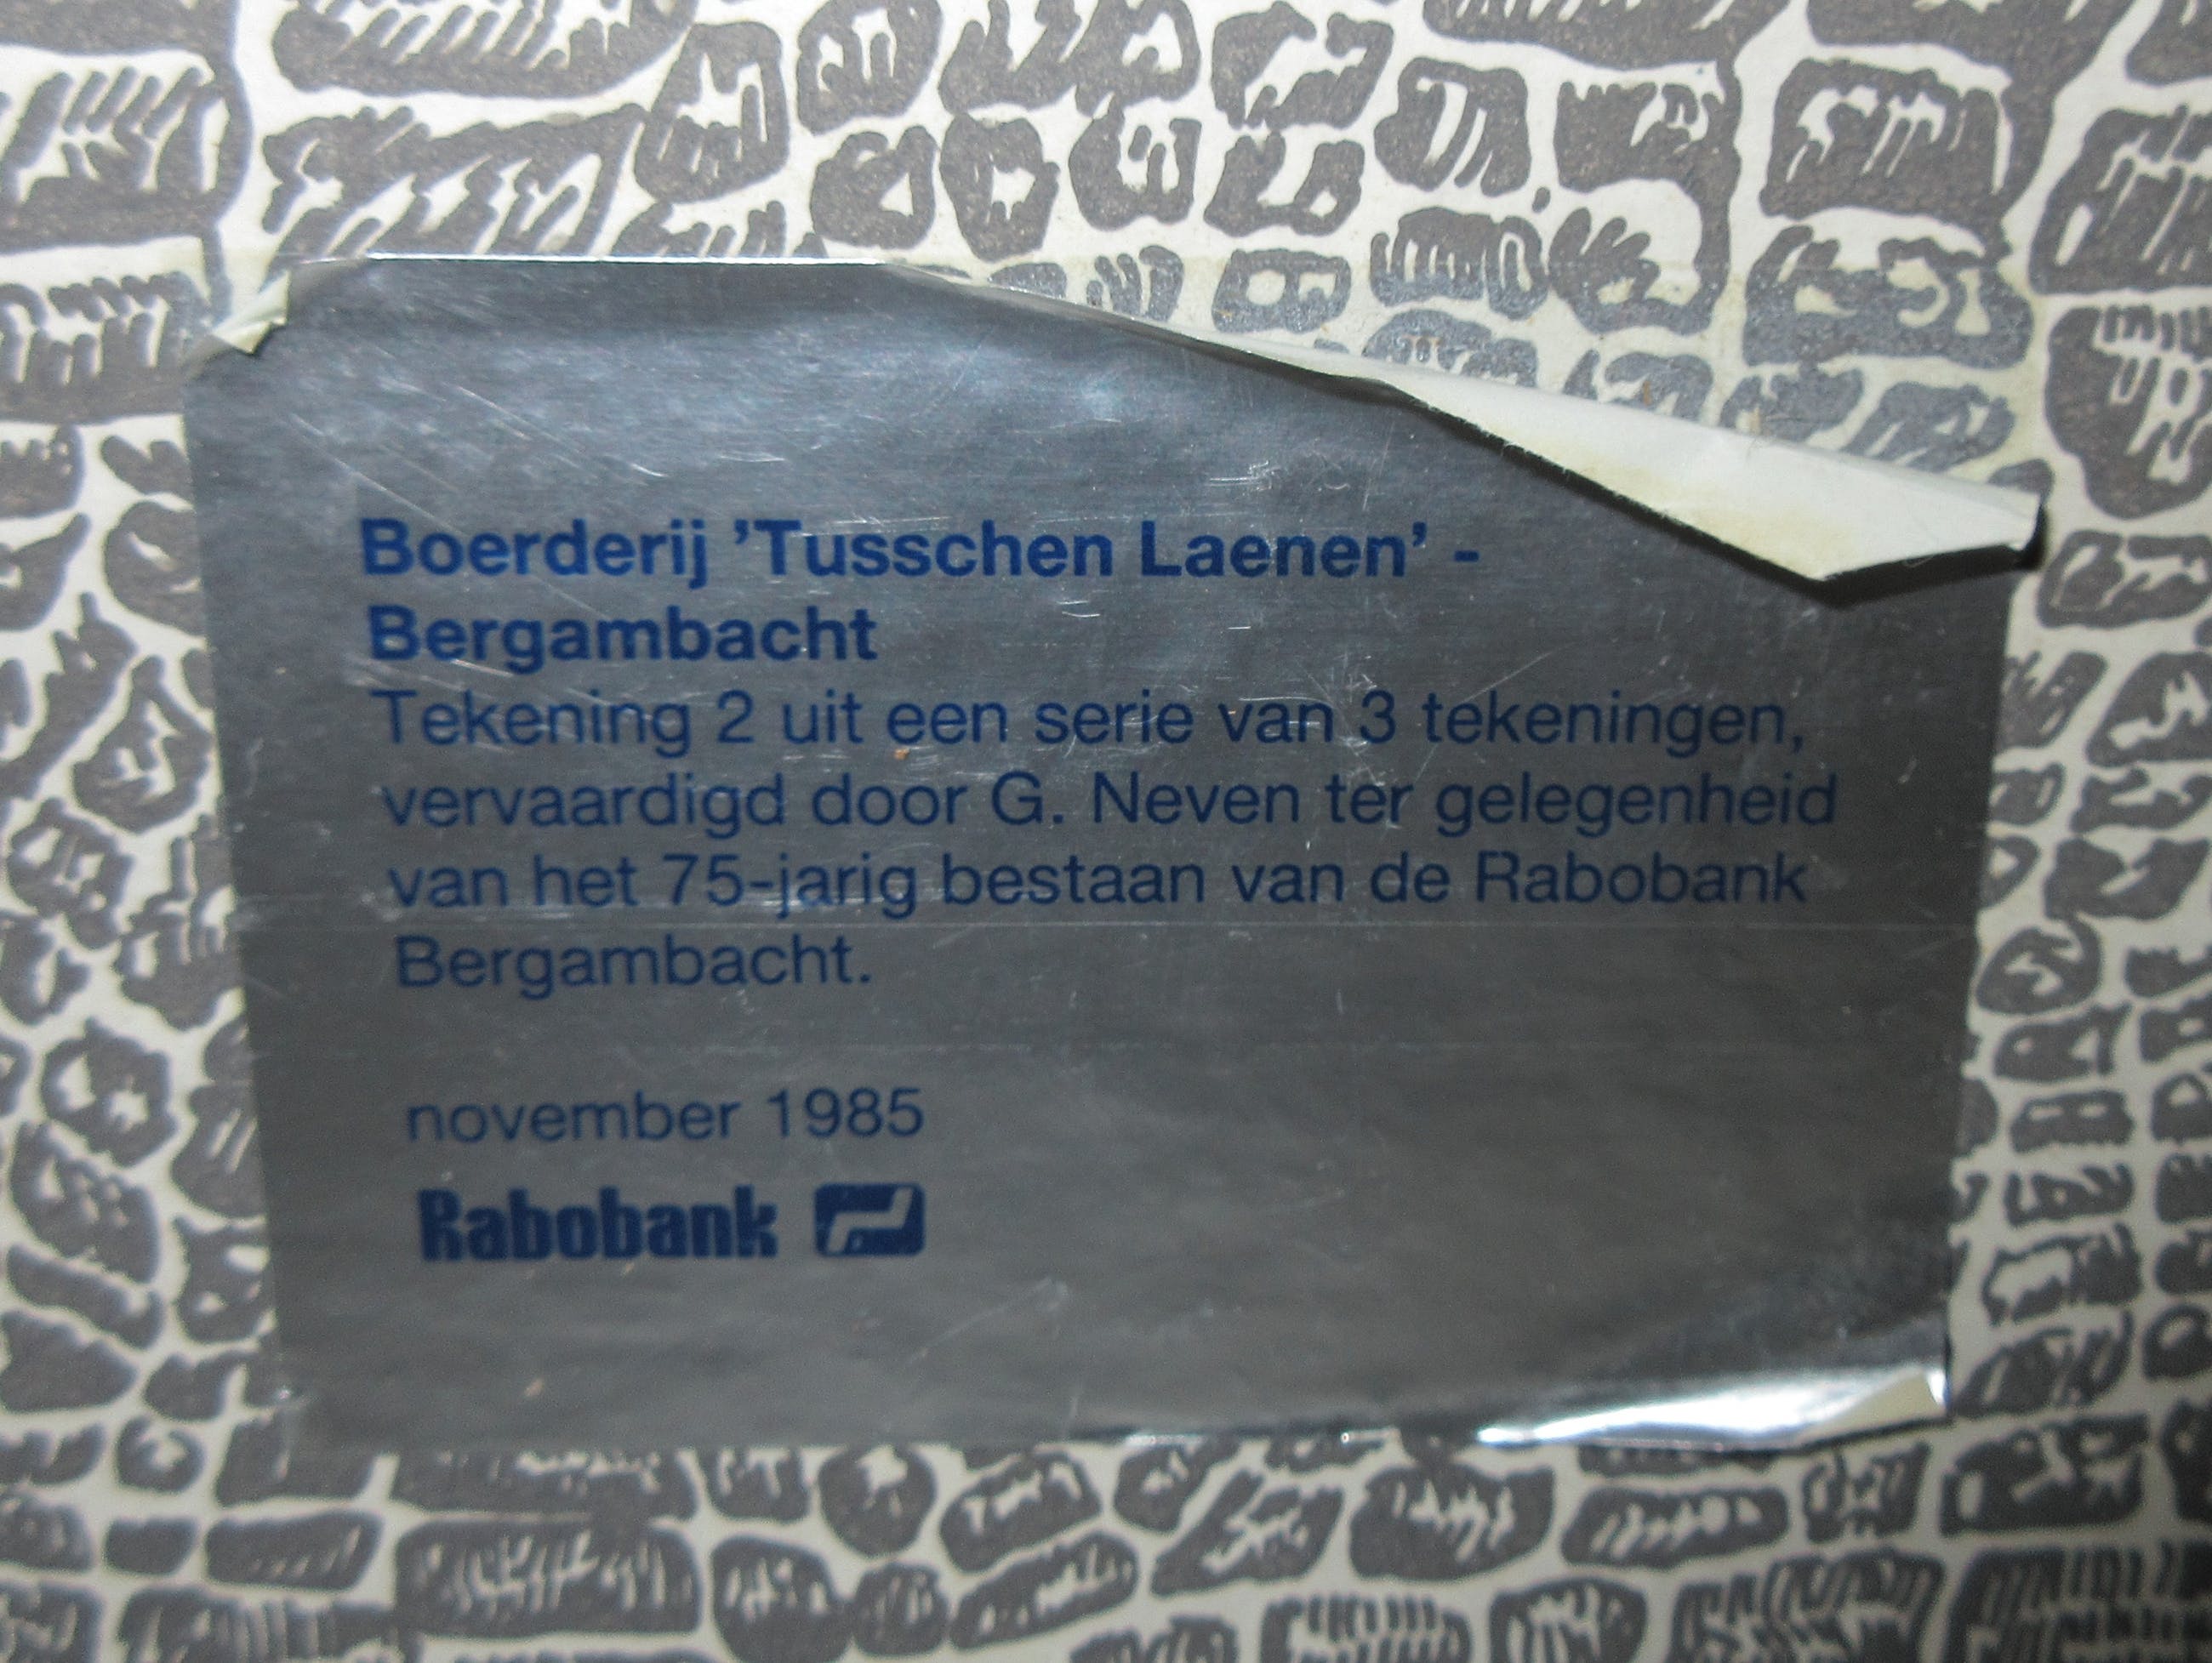 Boerderij 'Tusschen Laenen' -
Bergambacht
Tekening 2 uit een serie van 3 tekeningen,
vervaardigd door G. Neven ter gelegenheid
van het 75-jarig bestaan van de Rabobank
Bergambacht.
november 1985
Rabobank